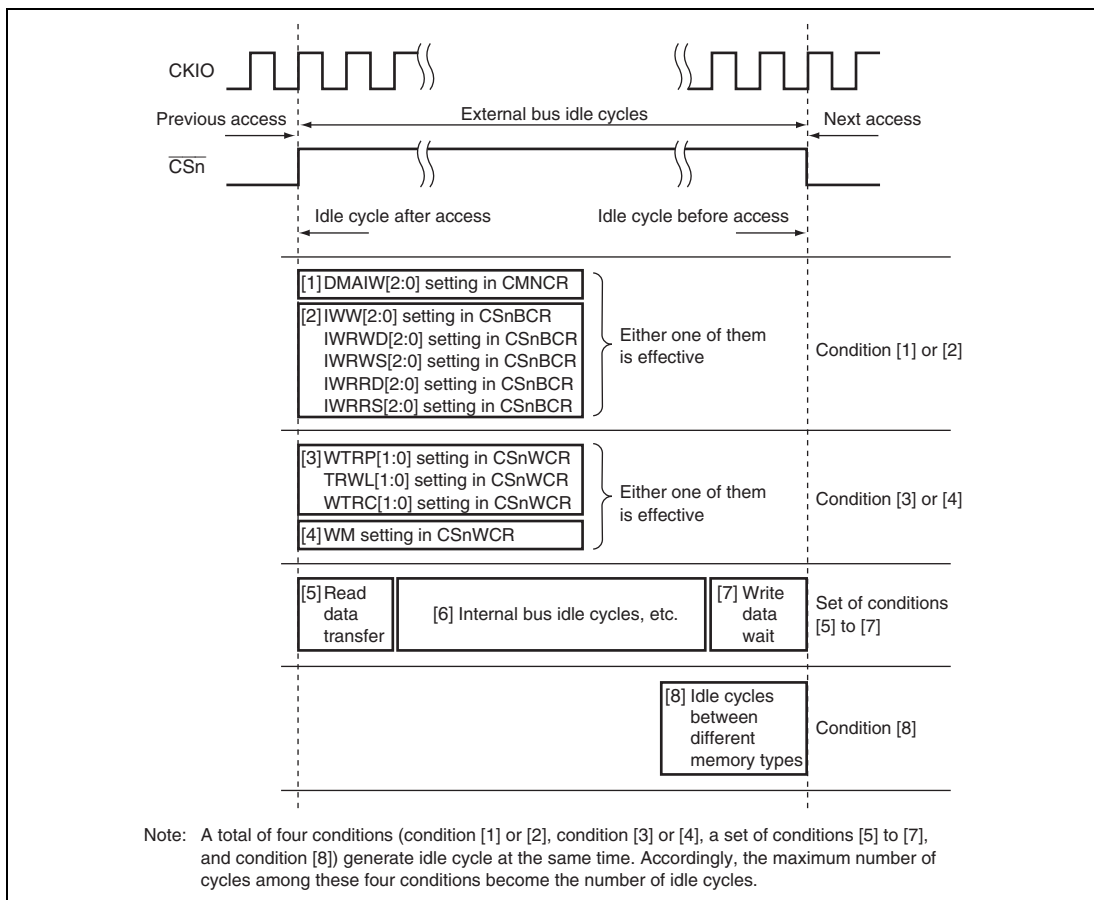 CKIO
Previous access
External bus idle cycles
Next access
CSn
Idle cycle after access
Idle cycle before access
[1] DMAIW[2:0] setting in CMNCR
[2] IWW[2:0] setting in CSnBCR
IWRWD[2:0] setting in CSnBCR
IWRWS[2:0] setting in CSnBCR
IWRRD[2:0] setting in CSnBCR
IWRRS[2:0] setting in CSnBCR
Either one of them
is effective
Condition [1] or [2]
[3] WTRP[1:0] setting in CSnWCR
TRWL[1:0] setting in CSnWCR
WTRC[1:0] setting in CSnWCR
[4] WM setting in CSnWCR
Either one of them
is effective
Condition [3] or [4]
[5] Read
data
transfer
[6] Internal bus idle cycles, etc.
[7] Write
data
wait
Set of conditions
[5] to [7]
[8] Idle cycles
between
different
memory types
Condition [8]
Note: A total of four conditions (condition [1] or [2], condition [3] or [4], a set of conditions [5] to [7],
and condition [8]) generate idle cycle at the same time. Accordingly, the maximum number of
cycles among these four conditions become the number of idle cycles.